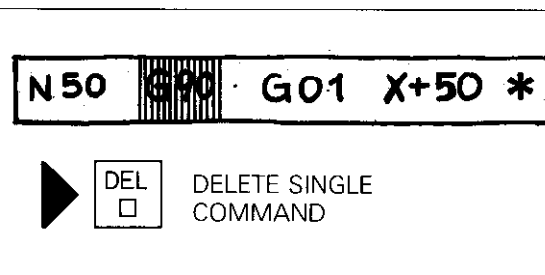 N50 G90 G01 X+50 *
DEL DELETE SINGLE
□ COMMAND